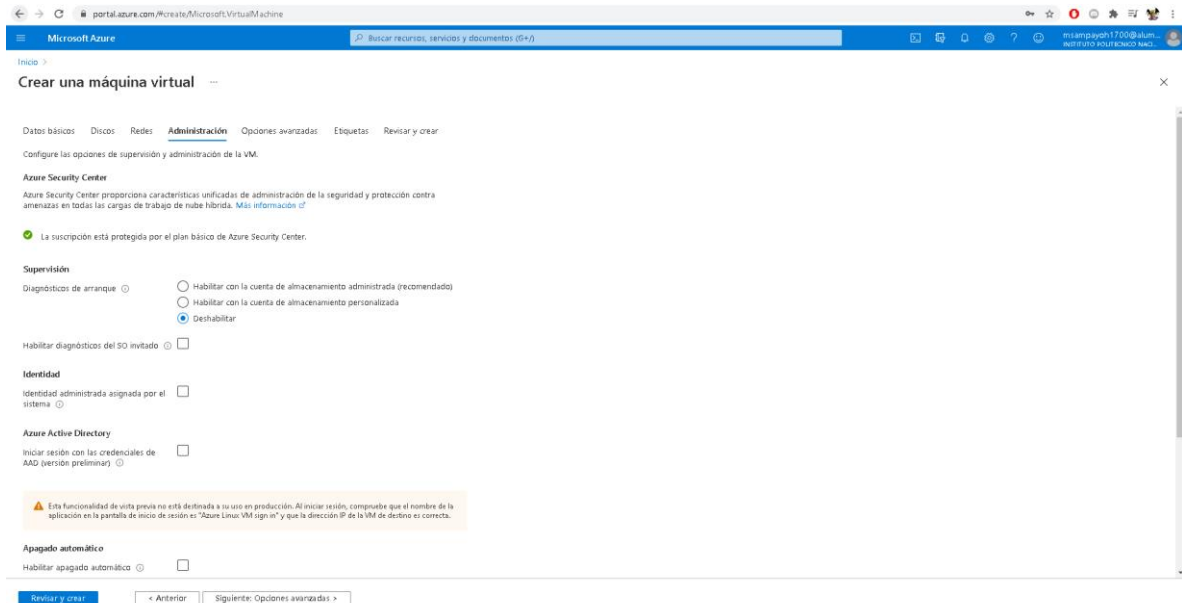 portal.azure.com/#create/Microsoft.VirtualMachine
Microsoft Azure
Buscar recursos, servicios y documentos (G+/)
msampayoh1700@alum...
INSTITUTO POLITECNICO NACI...
Inicio >
Crear una máquina virtual ...
Datos básicos Discos Redes Administración Opciones avanzadas Etiquetas Revisar y crear
Configure las opciones de supervisión y administración de la VM.
Azure Security Center
Azure Security Center proporciona características unificadas de administración de la seguridad y protección contra
amenazas en todas las cargas de trabajo de nube híbrida. Más información
La suscripción está protegida por el plan básico de Azure Security Center.
Supervisión
Diagnósticos de arranque
Habilitar con la cuenta de almacenamiento administrada (recomendado)
Habilitar con la cuenta de almacenamiento personalizada
Deshabilitar
Habilitar diagnósticos del SO invitado
Identidad
Identidad administrada asignada por el
sistema
Azure Active Directory
Iniciar sesión con las credenciales de
AAD (versión preliminar)
Esta funcionalidad de vista previa no está destinada a su uso en producción. Al iniciar sesión, compruebe que el nombre de la
aplicación en la pantalla de inicio de sesión es "Azure Linux VM sign in" y que la dirección IP de la VM de destino es correcta.
Apagado automático
Habilitar apagado automático
Revisar y crear
< Anterior
Siguiente: Opciones avanzadas >